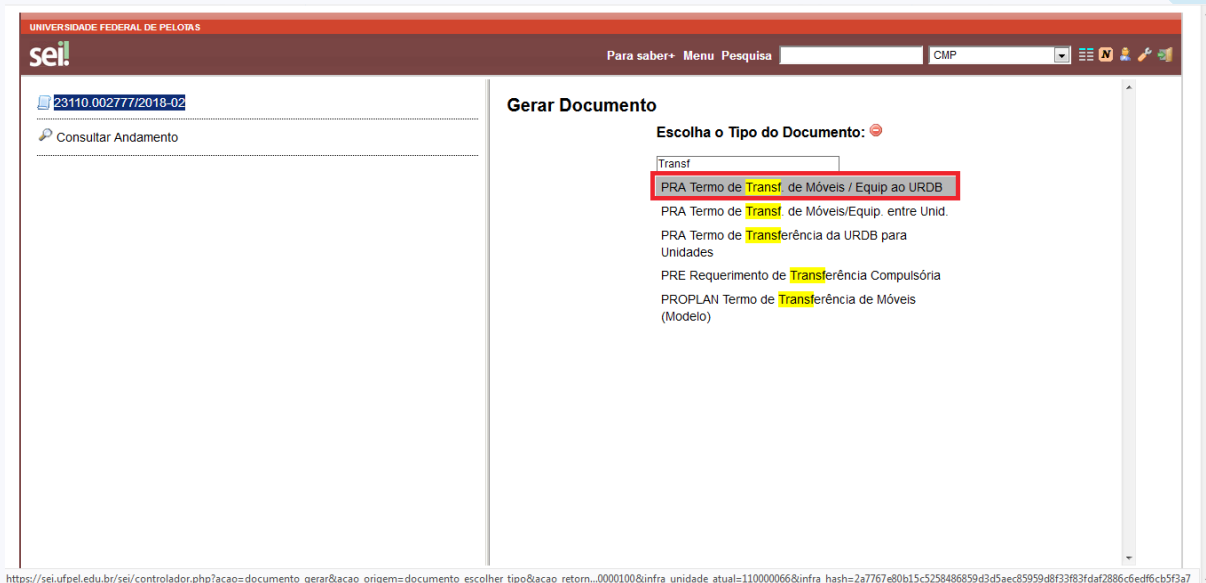 UNIVERSIDADE FEDERAL DE PELOTAS
sei!
Para saber+ Menu Pesquisa CMP N
23110.002777/2018-02
Consultar Andamento
Gerar Documento
Escolha o Tipo do Documento:
Transf
PRA Termo de Transf. de Móveis / Equip ao URDB
PRA Termo de Transf. de Móveis/Equip. entre Unid.
PRA Termo de Transferência da URDB para
Unidades
PRE Requerimento de Transferência Compulsória
PROPLAN Termo de Transferência de Móveis
(Modelo)
https://sei.ufpel.edu.br/sei/controlador.php?acao=documento_gerar&acao_origem=documento_escolher_tipo&acao_retorn...0000100&infra_unidade_atual=110000066&infra_hash=2a7767e80b15c5258486859d3d5aec85959d8f33f83fdaf2886c6edf6cb5f3a7